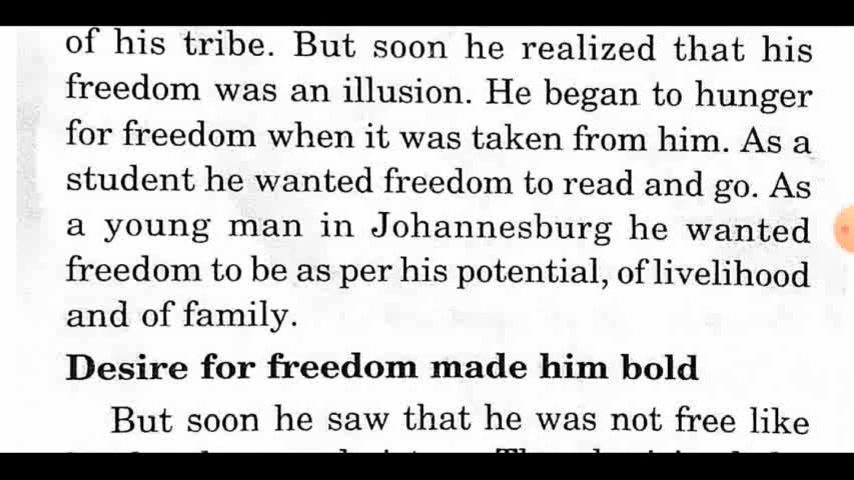 of his tribe. But soon he realized that his
freedom was an illusion. He began to hunger
for freedom when it was taken from him. As a
student he wanted freedom to read and go. As
a young man in Johannesburg he wanted
freedom to be as per his potential, of livelihood
and of family.
Desire for freedom made him bold
But soon he saw that he was not free like